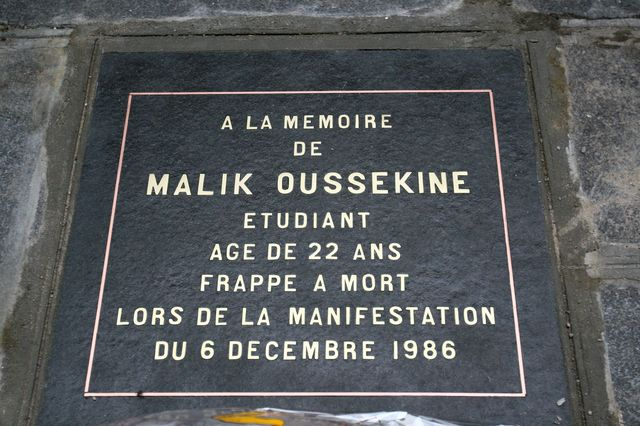 A LA MEMOIRE
DE
MALIK OUSSEKINE
ETUDIANT
AGE DE 22 ANS
FRAPPE A MORT
LORS DE LA MANIFESTATION
DU 6 DECEMBRE 1986